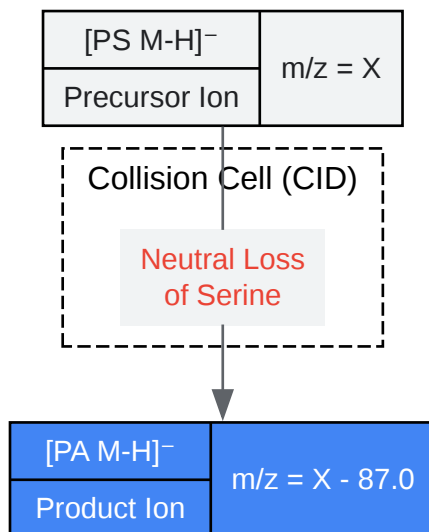 [PS M-H]⁻
Precursor Ion
m/z = X
Collision Cell (CID)
Neutral Loss
of Serine
[PA M-H]⁻
Product Ion
m/z = X - 87.0